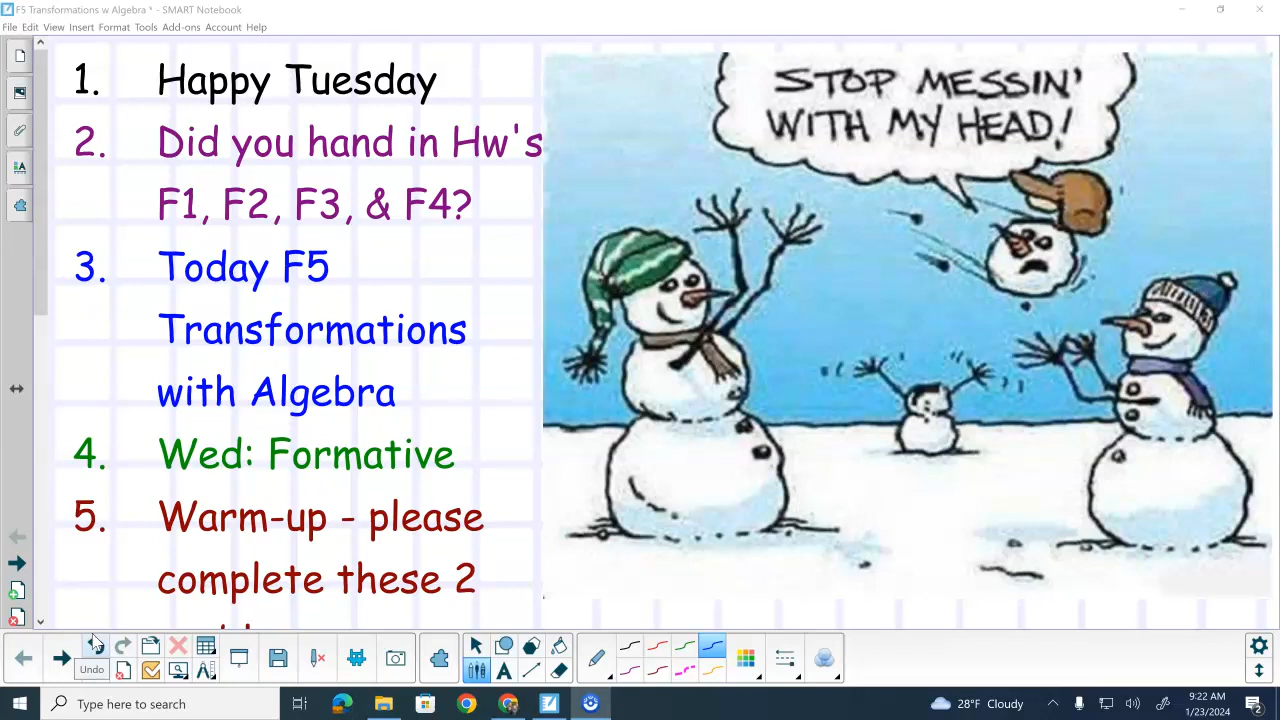 F5 Transformations w Algebra * - SMART Notebook
File Edit View Insert Format Tools Add-ons Account Help
1. Happy Tuesday
2. Did you hand in Hw's
F1, F2, F3, & F4?
3. Today F5
Transformations
with Algebra
4. Wed: Formative
5. Warm-up - please
complete these 2
STOP MESSIN'
WITH MY HEAD!
Undo
Type here to search
28°F Cloudy
9:22 AM
1/23/2024
2